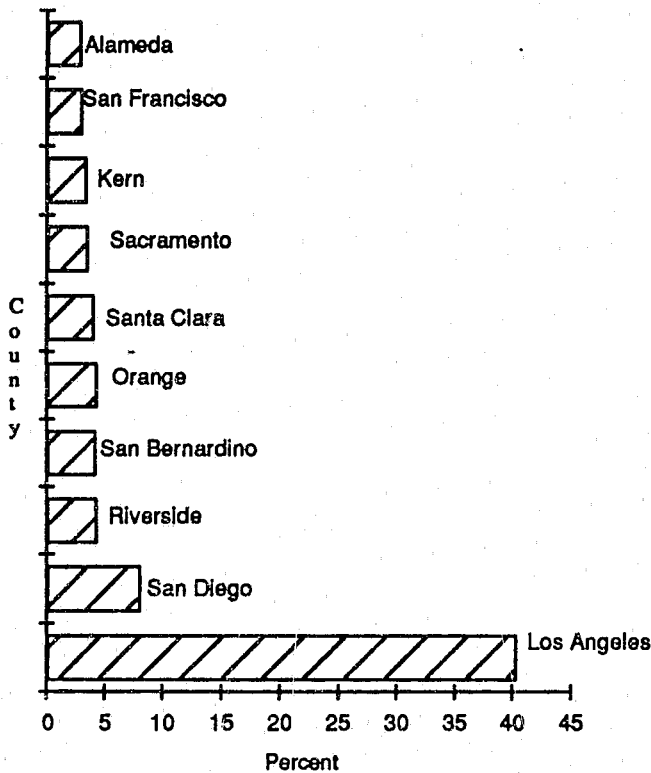 Alameda
San Francisco
Kern
Sacramento
Santa Clara
Orange
San Bernardino
Riverside
San Diego
Los Angeles
County
0 5 10 15 20 25 30 35 40 45
Percent